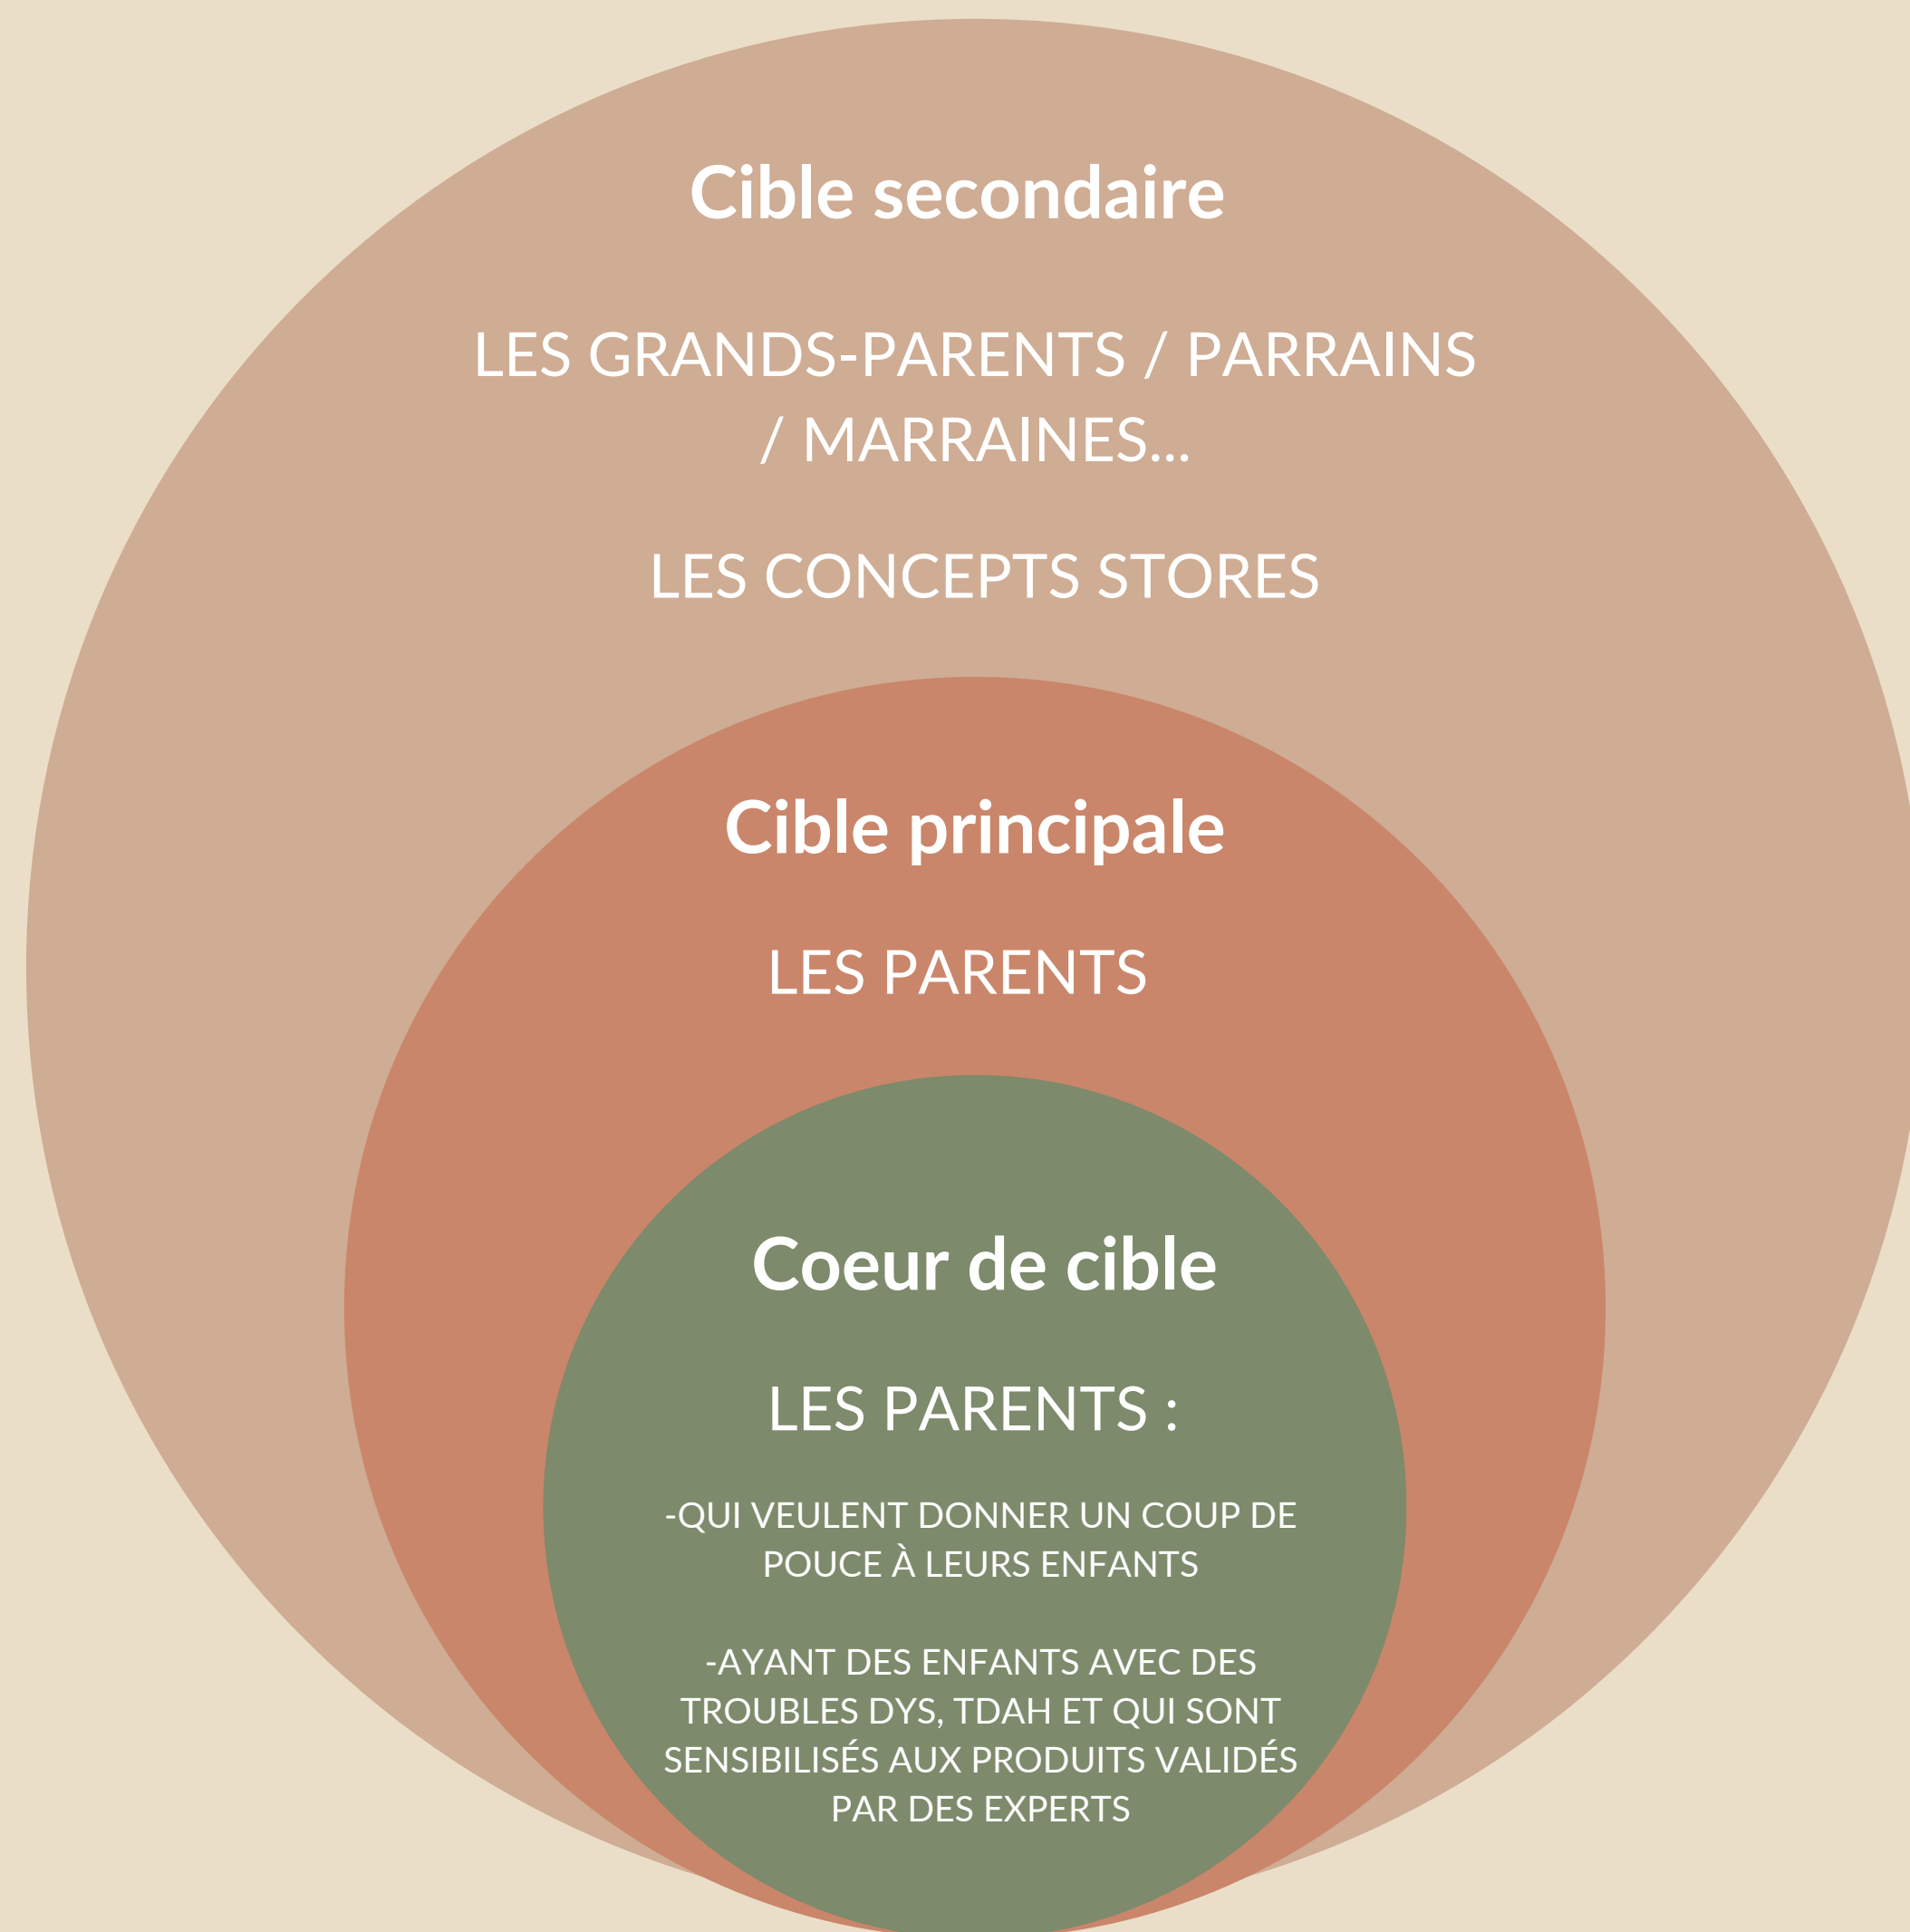 Cible secondaire
LES GRANDS-PARENTS / PARRAINS
/ MARRAINES...
LES CONCEPTS STORES
Cible principale
LES PARENTS
Coeur de cible
LES PARENTS :
-QUI VEULENT DONNER UN COUP DE
POUCE À LEURS ENFANTS
-AYANT DES ENFANTS AVEC DES
TROUBLES DYS, TDAH ET QUI SONT
SENSIBILISÉS AUX PRODUITS VALIDÉS
PAR DES EXPERTS